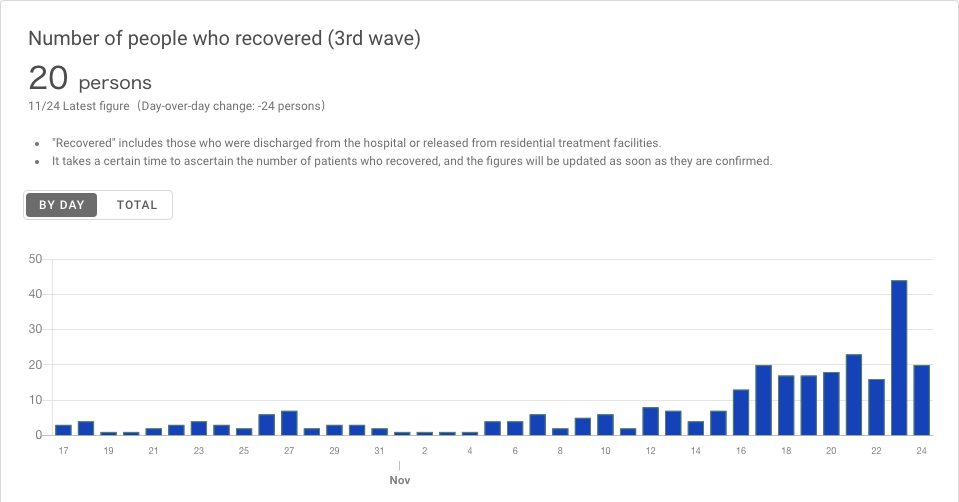 Number of people who recovered (3rd wave)
20 persons
11/24 Latest figure（Day-over-day change: -24 persons）
• "Recovered" includes those who were discharged from the hospital or released from residential treatment facilities.
• It takes a certain time to ascertain the number of patients who recovered, and the figures will be updated as soon as they are confirmed.
BY DAY TOTAL
50
40
30
20
10
0
17 19 21 23 25 27 29 31 2 4 6 8 10 12 14 16 18 20 22 24
Nov